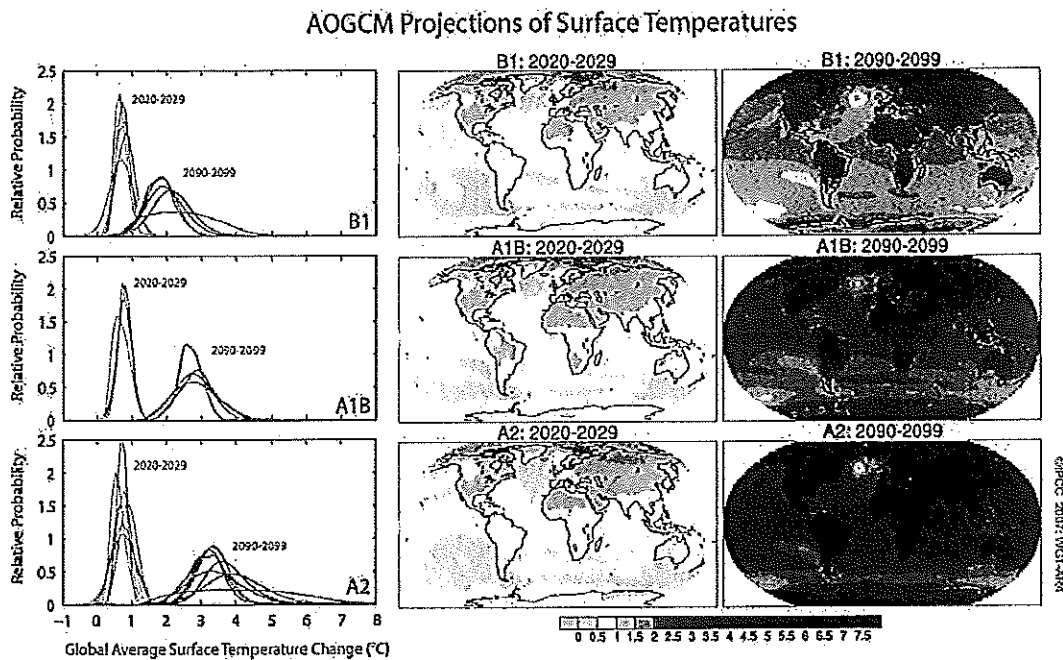 AOGCM Projections of Surface Temperatures
Relative Probability
2.5
2
1.5
1
0.5
0
2020-2029
2090-2099
B1
B1: 2020-2029
B1: 2090-2099
Relative Probability
2
1.5
1
0.5
0
2020-2029
2090-2099
A1B
A1B: 2020-2029
A1B: 2090-2099
Relative Probability
2.5
2
1.5
1
0.5
0
2020-2029
2090-2099
A2
A2: 2020-2029
A2: 2090-2099
-1 0 1 2 3 4 5 6 7 8
Global Average Surface Temperature Change (°C)
0 0.5 1 1.5 2 2.5 3 3.5 4 4.5 5 5.5 6 6.5 7 7.5
©IPCC 2007: WG1-AR4